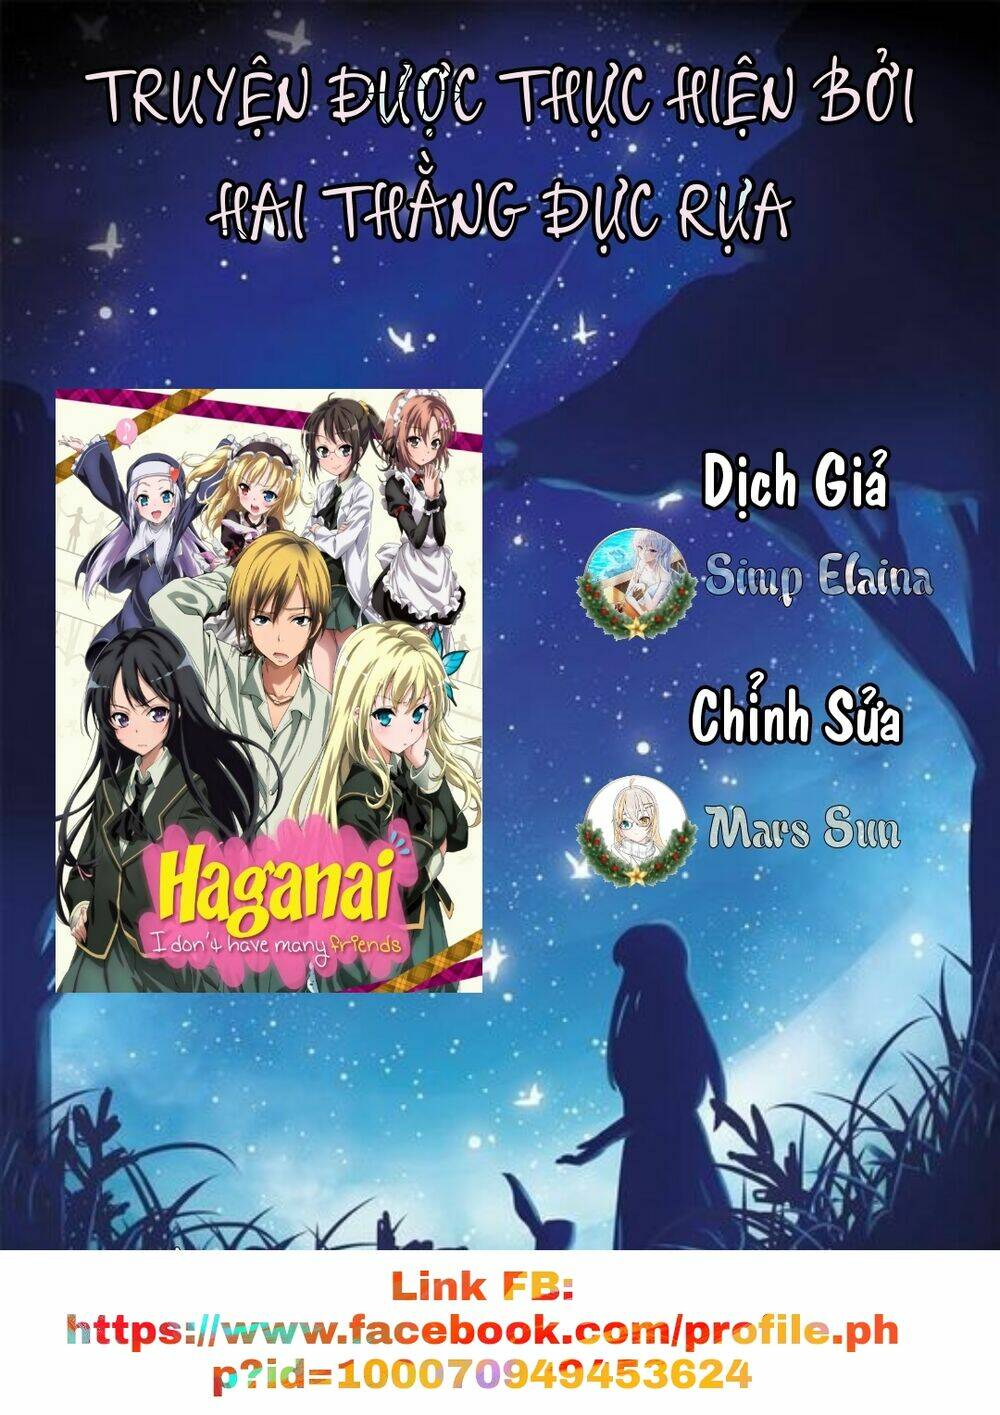 TRUYỆN ĐƯỢC THỰC HIỆN BỞI
HAI THẰNG ĐỰC RỰA
Dịch Giả
Simp Elaina
Chỉnh Sửa
Mars Sun
Haganai
I don't have many friends
Link FB:
https://www.facebook.com/profile.ph
p?id=100070949453624